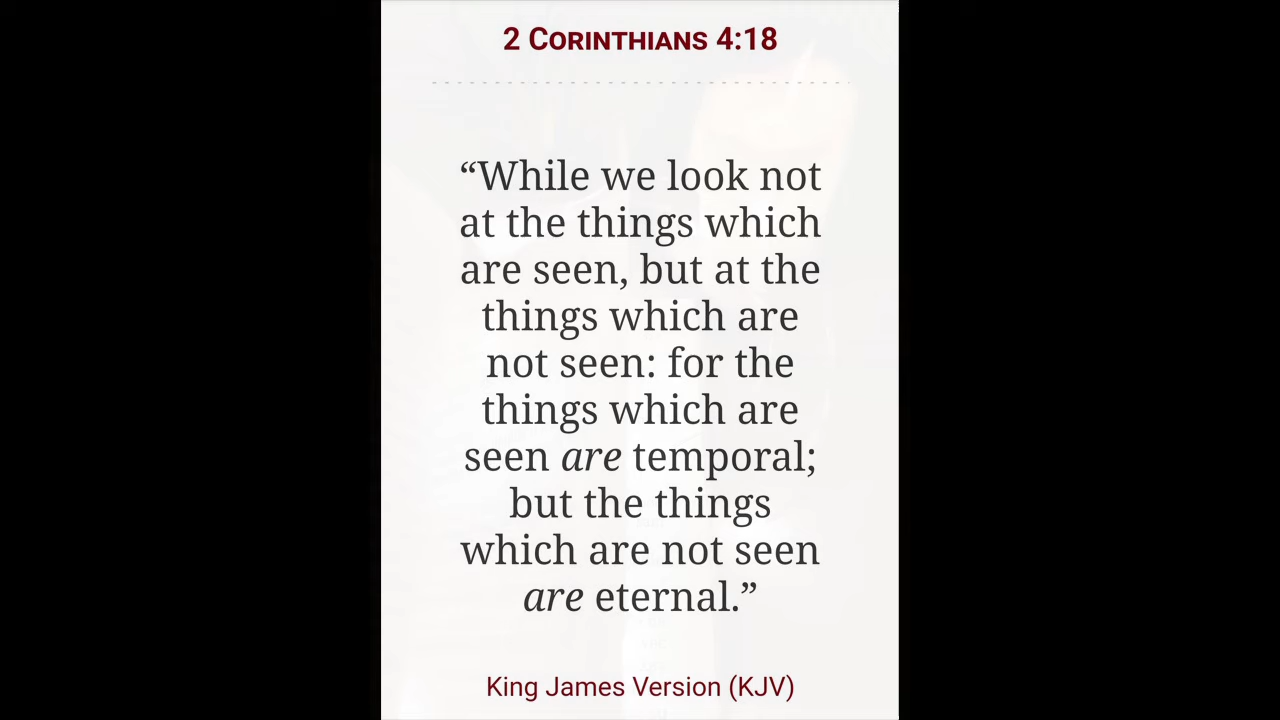 2 Corinthians 4:18
“While we look not
at the things which
are seen, but at the
things which are
not seen: for the
things which are
seen are temporal;
but the things
which are not seen
are eternal.”
King James Version (KJV)